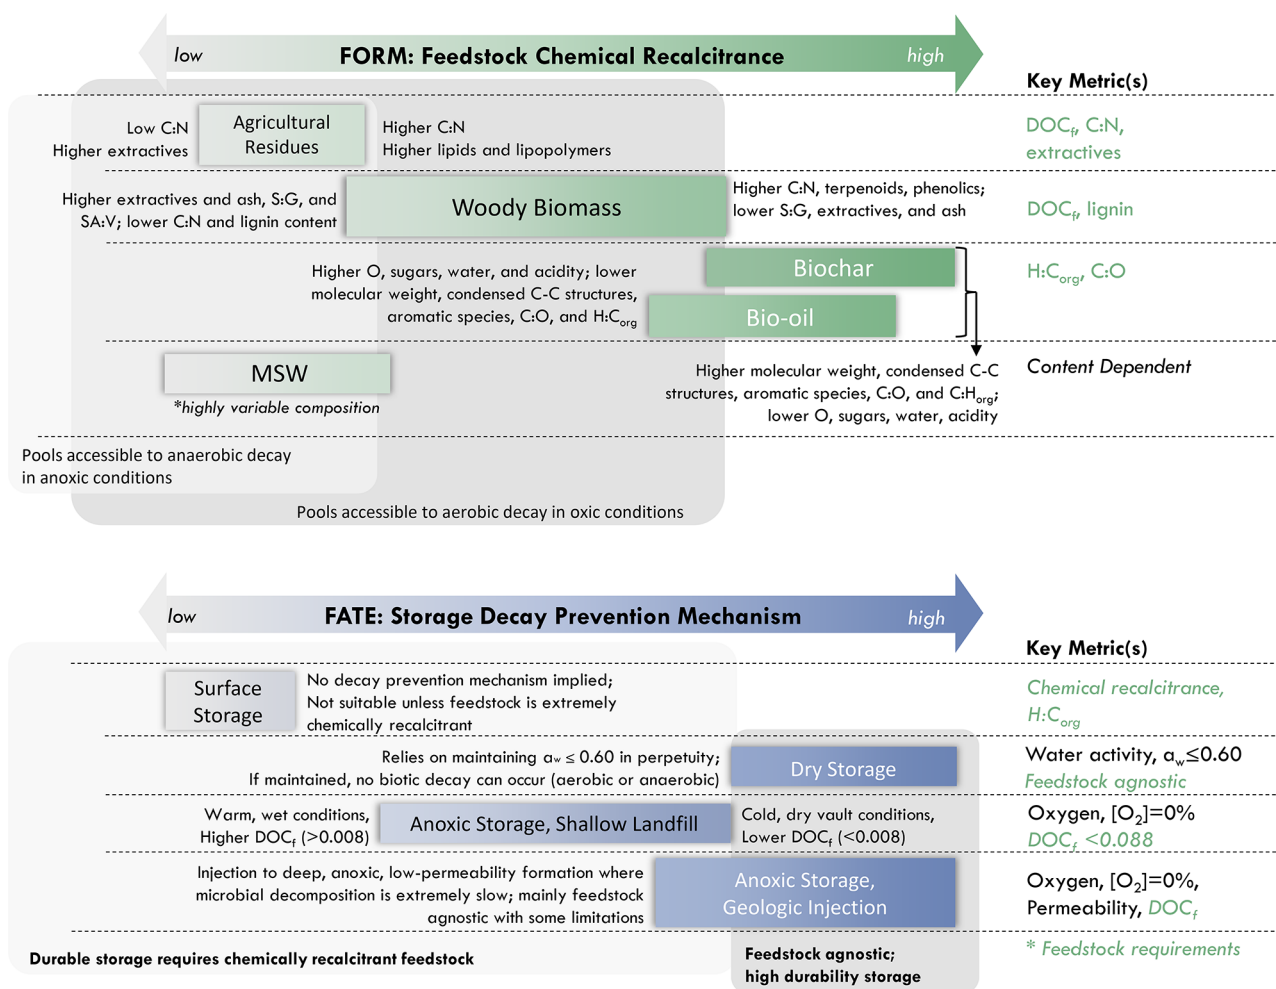 low
FORM: Feedstock Chemical Recalcitrance
high
Key Metric(s)
Low C:N
Higher extractives
Agricultural
Residues
Higher C:N
Higher lipids and lipopolymers
DOCf, C:N,
extractives
Higher extractives and ash, S:G, and
SA:V; lower C:N and lignin content
Woody Biomass
Higher C:N, terpenoids, phenolics;
lower S:G, extractives, and ash
DOCf, lignin
Higher O, sugars, water, and acidity; lower
molecular weight, condensed C-C structures,
aromatic species, C:O, and H:Corg
Biochar
Bio-oil
H:Corg, C:O
MSW
*highly variable composition
Higher molecular weight, condensed C-C
structures, aromatic species, C:O, and C:Horg;
lower O, sugars, water, acidity
Content Dependent
Pools accessible to anaerobic decay
in anoxic conditions
Pools accessible to aerobic decay in oxic conditions
low
FATE: Storage Decay Prevention Mechanism
high
Key Metric(s)
Surface
Storage
No decay prevention mechanism implied;
Not suitable unless feedstock is extremely
chemically recalcitrant
Chemical recalcitrance,
H:Corg
Relies on maintaining aw ≤ 0.60 in perpetuity;
If maintained, no biotic decay can occur (aerobic or anaerobic)
Dry Storage
Water activity, aw≤0.60
Feedstock agnostic
Warm, wet conditions,
Higher DOCf (>0.008)
Anoxic Storage, Shallow Landfill
Cold, dry vault conditions,
Lower DOCf (<0.008)
Oxygen, [O2]=0%
DOCf <0.088
Injection to deep, anoxic, low-permeability formation where
microbial decomposition is extremely slow; mainly feedstock
agnostic with some limitations
Anoxic Storage,
Geologic Injection
Oxygen, [O2]=0%,
Permeability, DOCf
Durable storage requires chemically recalcitrant feedstock
Feedstock agnostic;
high durability storage
* Feedstock requirements